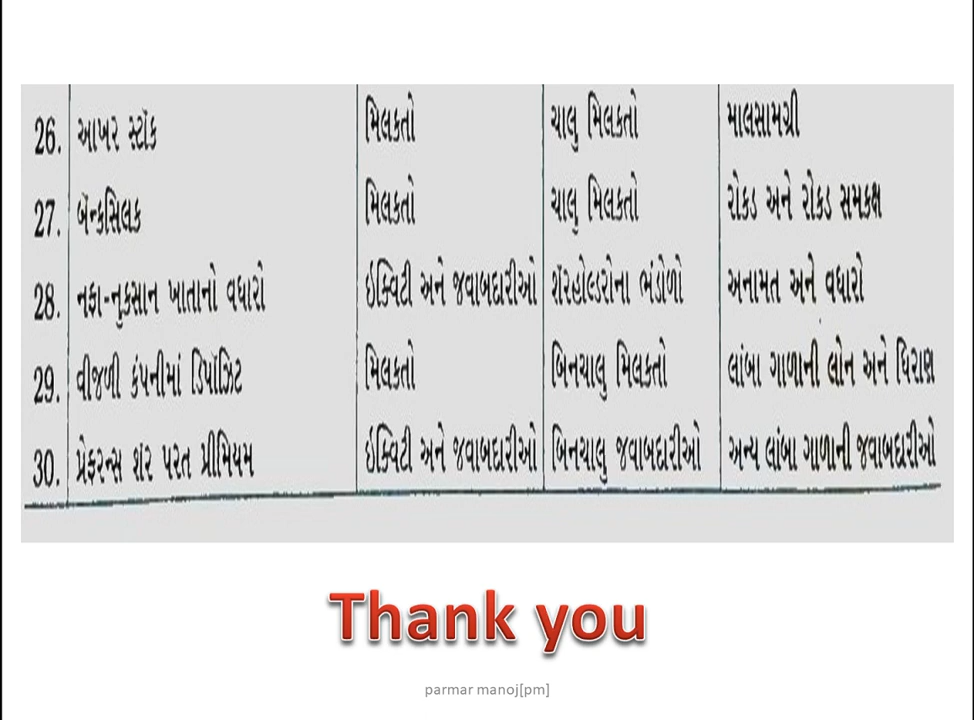 26. આખર સ્ટૉક મિલકતો ચાલુ મિલકતો માલસામગ્રી
27. બૅન્કસિલક મિલકતો ચાલુ મિલકતો રોકડ અને રોકડ સમકક્ષ
28. નફા-નુકસાન ખાતાનો વધારો ઇક્વિટી અને જવાબદારીઓ શૅરહોલ્ડરોના ભંડોળો અનામત અને વધારો
29. વીજળી કંપનીમાં ડિપૉઝિટ મિલકતો બિનચાલુ મિલકતો લાંબા ગાળાની લોન અને ધિરાણ
30. પ્રેફરન્સ શૅર પરત પ્રીમિયમ ઇક્વિટી અને જવાબદારીઓ બિનચાલુ જવાબદારીઓ અન્ય લાંબા ગાળાની જવાબદારીઓ
Thank you
parmar manoj[pm]